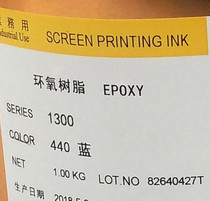 務用
Industrial Use
SCREEN PRINTING INK
环氧树脂 EPOXY
SERIES 1300
COLOR 440 蓝
NET 1.00 KG LOT.NO 82640427T
生产日期 2018.5